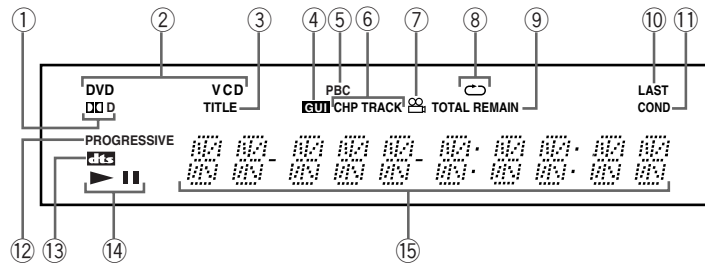 ① ② ③ ④ ⑤ ⑥ ⑦ ⑧ ⑨ ⑩ ⑪
DVD VCD PBC LAST
D TITLE GUI CHP TRACK TOTAL REMAIN COND
PROGRESSIVE
dts
⑫ ⑬ ⑭ ⑮